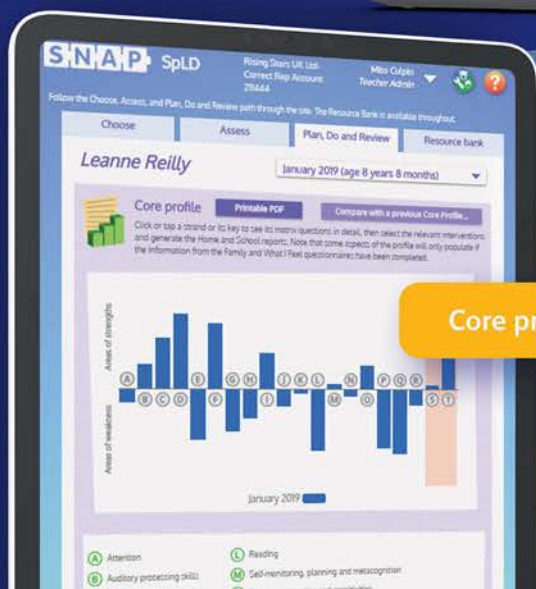 SNAP SpLD
Rising Stars UK Ltd-
Correct Rep Account
29444
Miss Culpin
Teacher Admin
?
Follow the Choose, Assess, and Plan, Do and Review path through the site. The Resource Bank is available throughout.
Choose
Assess
Plan, Do and Review
Resource bank
Leanne Reilly
January 2019 (age 8 years 8 months)
Core profile
Printable PDF
Compare with a previous Core Profile...
Click or tap a strand or its key to see its matrix questions in detail, then select the relevant interventions
and generate the Home and School reports. Note that some aspects of the profile will only populate if
the information from the Family and What I Feel questionnaires have been completed.
Core pr
Areas of strengths
Areas of weakness
A B C D E F G H I J K L M N O P Q R S T
January 2019
A Attention
L Reading
B Auditory processing skills
M Self-monitoring, planning and metacognition